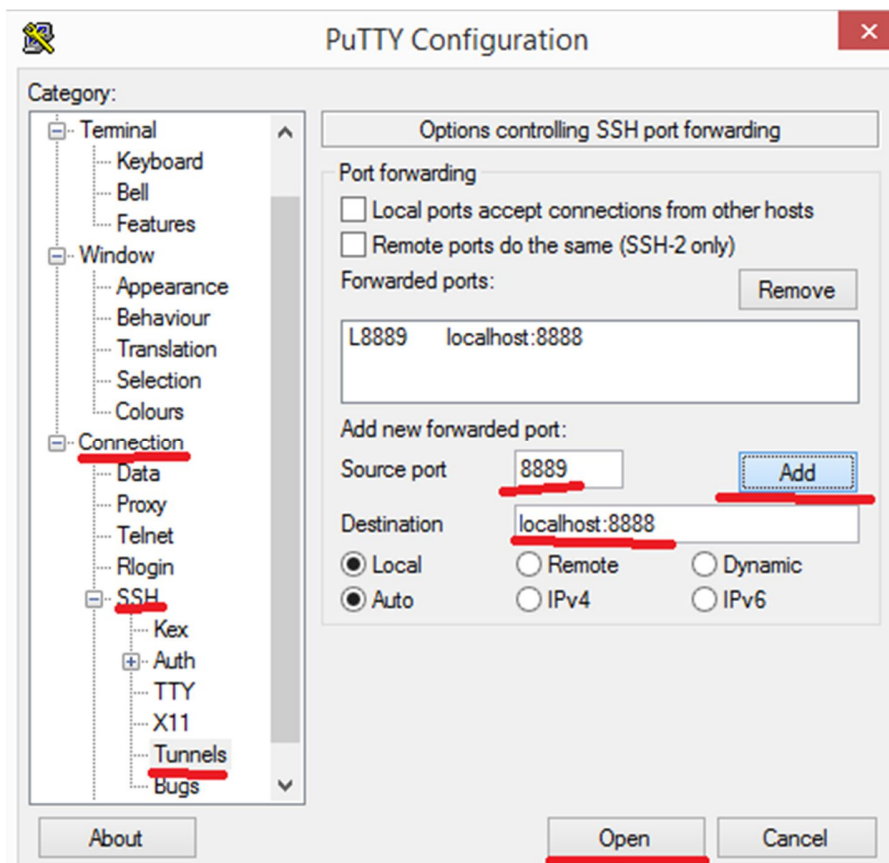 PuTTY Configuration
Category:
Terminal
Keyboard
Bell
Features
Window
Appearance
Behaviour
Translation
Selection
Colours
Connection
Data
Proxy
Telnet
Rlogin
SSH
Kex
Auth
TTY
X11
Tunnels
Bugs
Options controlling SSH port forwarding
Port forwarding
Local ports accept connections from other hosts
Remote ports do the same (SSH-2 only)
Forwarded ports:
Remove
L8889 localhost:8888
Add new forwarded port:
Source port 8889 Add
Destination localhost:8888
Local Remote Dynamic
Auto IPv4 IPv6
About Open Cancel